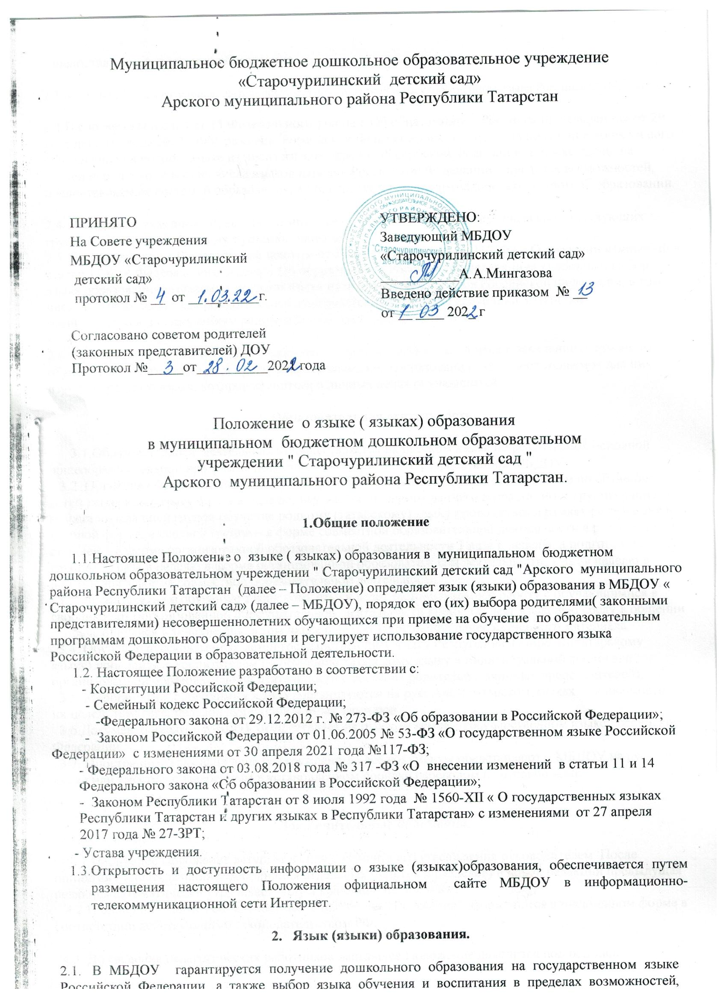 Муниципальное бюджетное дошкольное образовательное учреждение
«Старочурилинский детский сад»
Арского муниципального района Республики Татарстан
ПРИНЯТО
На Совете учреждения
МБДОУ «Старочурилинский
детский сад»
протокол № 4 от 1.03.22 г.
УТВЕРЖДЕНО:
Заведующий МБДОУ
«Старочурилинский детский сад»
А.А.Мингазова
Введено действие приказом № 13
от 1 03 2022 г
Старочурилинский
детский сад
Согласовано советом родителей
(законных представителей) ДОУ
Протокол № 3 от 28.02 2022 года
Положение о языке ( языках) образования
в муниципальном бюджетном дошкольном образовательном
учреждении " Старочурилинский детский сад "
Арского муниципального района Республики Татарстан.
1.Общие положение
1.1.Настоящее Положение о языке ( языках) образования в муниципальном бюджетном
дошкольном образовательном учреждении " Старочурилинский детский сад "Арского муниципального
района Республики Татарстан (далее – Положение) определяет язык (языки) образования в МБДОУ «
Старочурилинский детский сад» (далее – МБДОУ), порядок его (их) выбора родителями( законными
представителями) несовершеннолетних обучающихся при приеме на обучение по образовательным
программам дошкольного образования и регулирует использование государственного языка
Российской Федерации в образовательной деятельности.
1.2. Настоящее Положение разработано в соответствии с:
- Конституции Российской Федерации;
- Семейный кодекс Российской Федерации;
-Федерального закона от 29.12.2012 г. № 273-ФЗ «Об образовании в Российской Федерации»;
- Законом Российской Федерации от 01.06.2005 № 53-ФЗ «О государственном языке Российской
Федерации» с изменениями от 30 апреля 2021 года №117-ФЗ;
- Федерального закона от 03.08.2018 года № 317 -ФЗ «О внесении изменений в статьи 11 и 14
Федерального закона «Об образовании в Российской Федерации»;
- Законом Республики Татарстан от 8 июля 1992 года № 1560-XII « О государственных языках
Республики Татарстан и других языках в Республики Татарстан» с изменениями от 27 апреля
2017 года № 27-ЗРТ;
- Устава учреждения.
1.3.Открытость и доступность информации о языке (языках)образования, обеспечивается путем
размещения настоящего Положения официальном сайте МБДОУ в информационно-
телекоммуникационной сети Интернет.
2. Язык (языки) образования.
2.1. В МБДОУ гарантируется получение дошкольного образования на государственном языке
Российской Федерации, а также выбор языка обучения и воспитания в пределах возможностей,